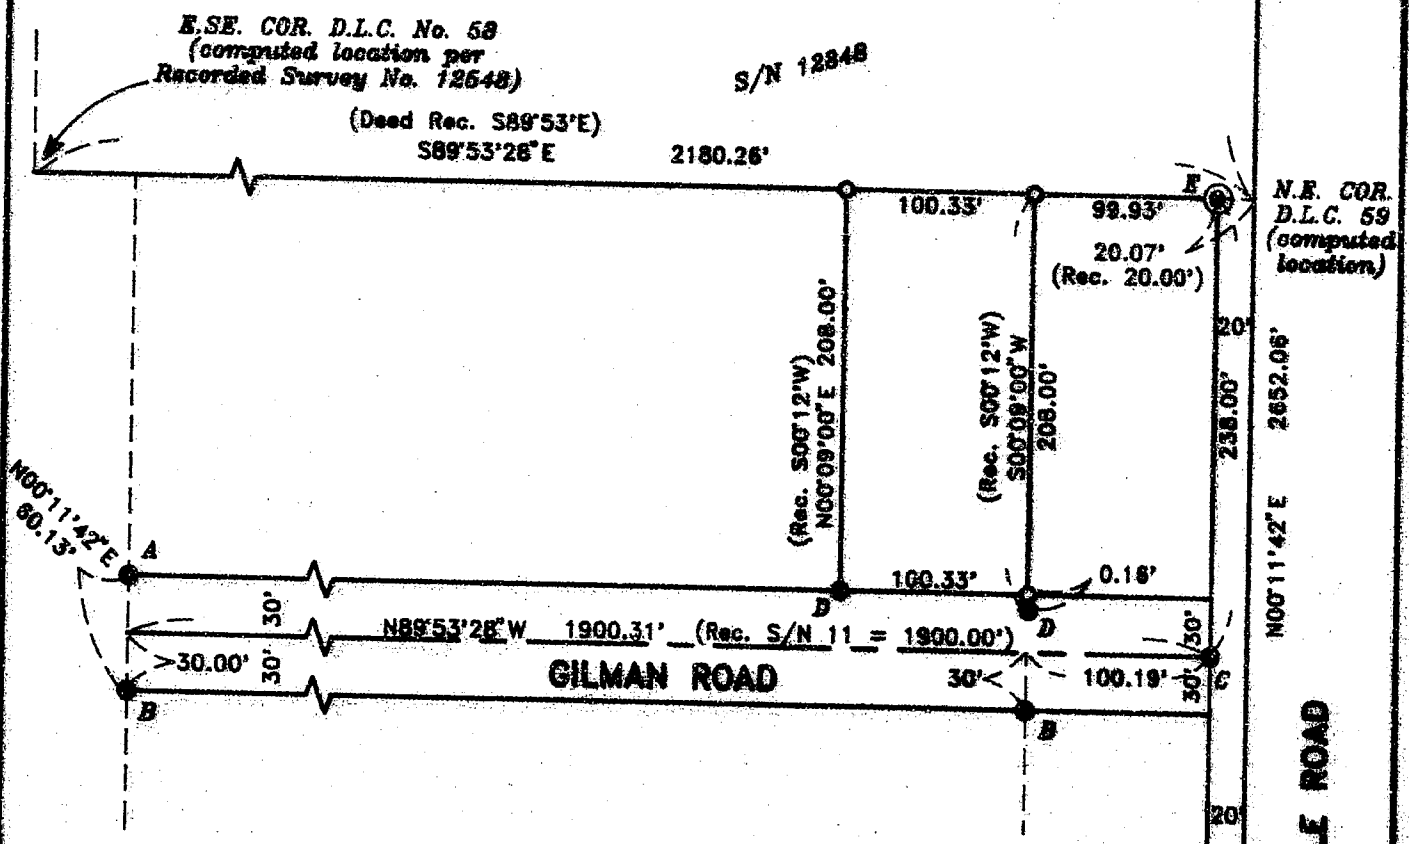 E.SE. COR. D.L.C. No. 58
(computed location per
Recorded Survey No. 12648)
S/N 12848
(Deed Rec. S89°53'E)
S89°53'28"E 2180.26'
100.33'
99.93'
E
N.E. COR.
D.L.C. 59
(computed
location)
20.07'
(Rec. 20.00')
20'
(Rec. S00°12'W)
N00°09'00"E 208.00'
(Rec. S00°12'W)
S00°09'00"W
208.00'
238.00'
N00°11'42"E 2652.06'
N00°11'42"E
60.13'
A
100.33'
0.16'
D
D
30'
N89°53'28"W 1900.31' (Rec. S/N 11 = 1900.00')
30'
30.00'
30'
GILMAN ROAD
30'
100.19'
30'
C
B
B
20'
E ROAD